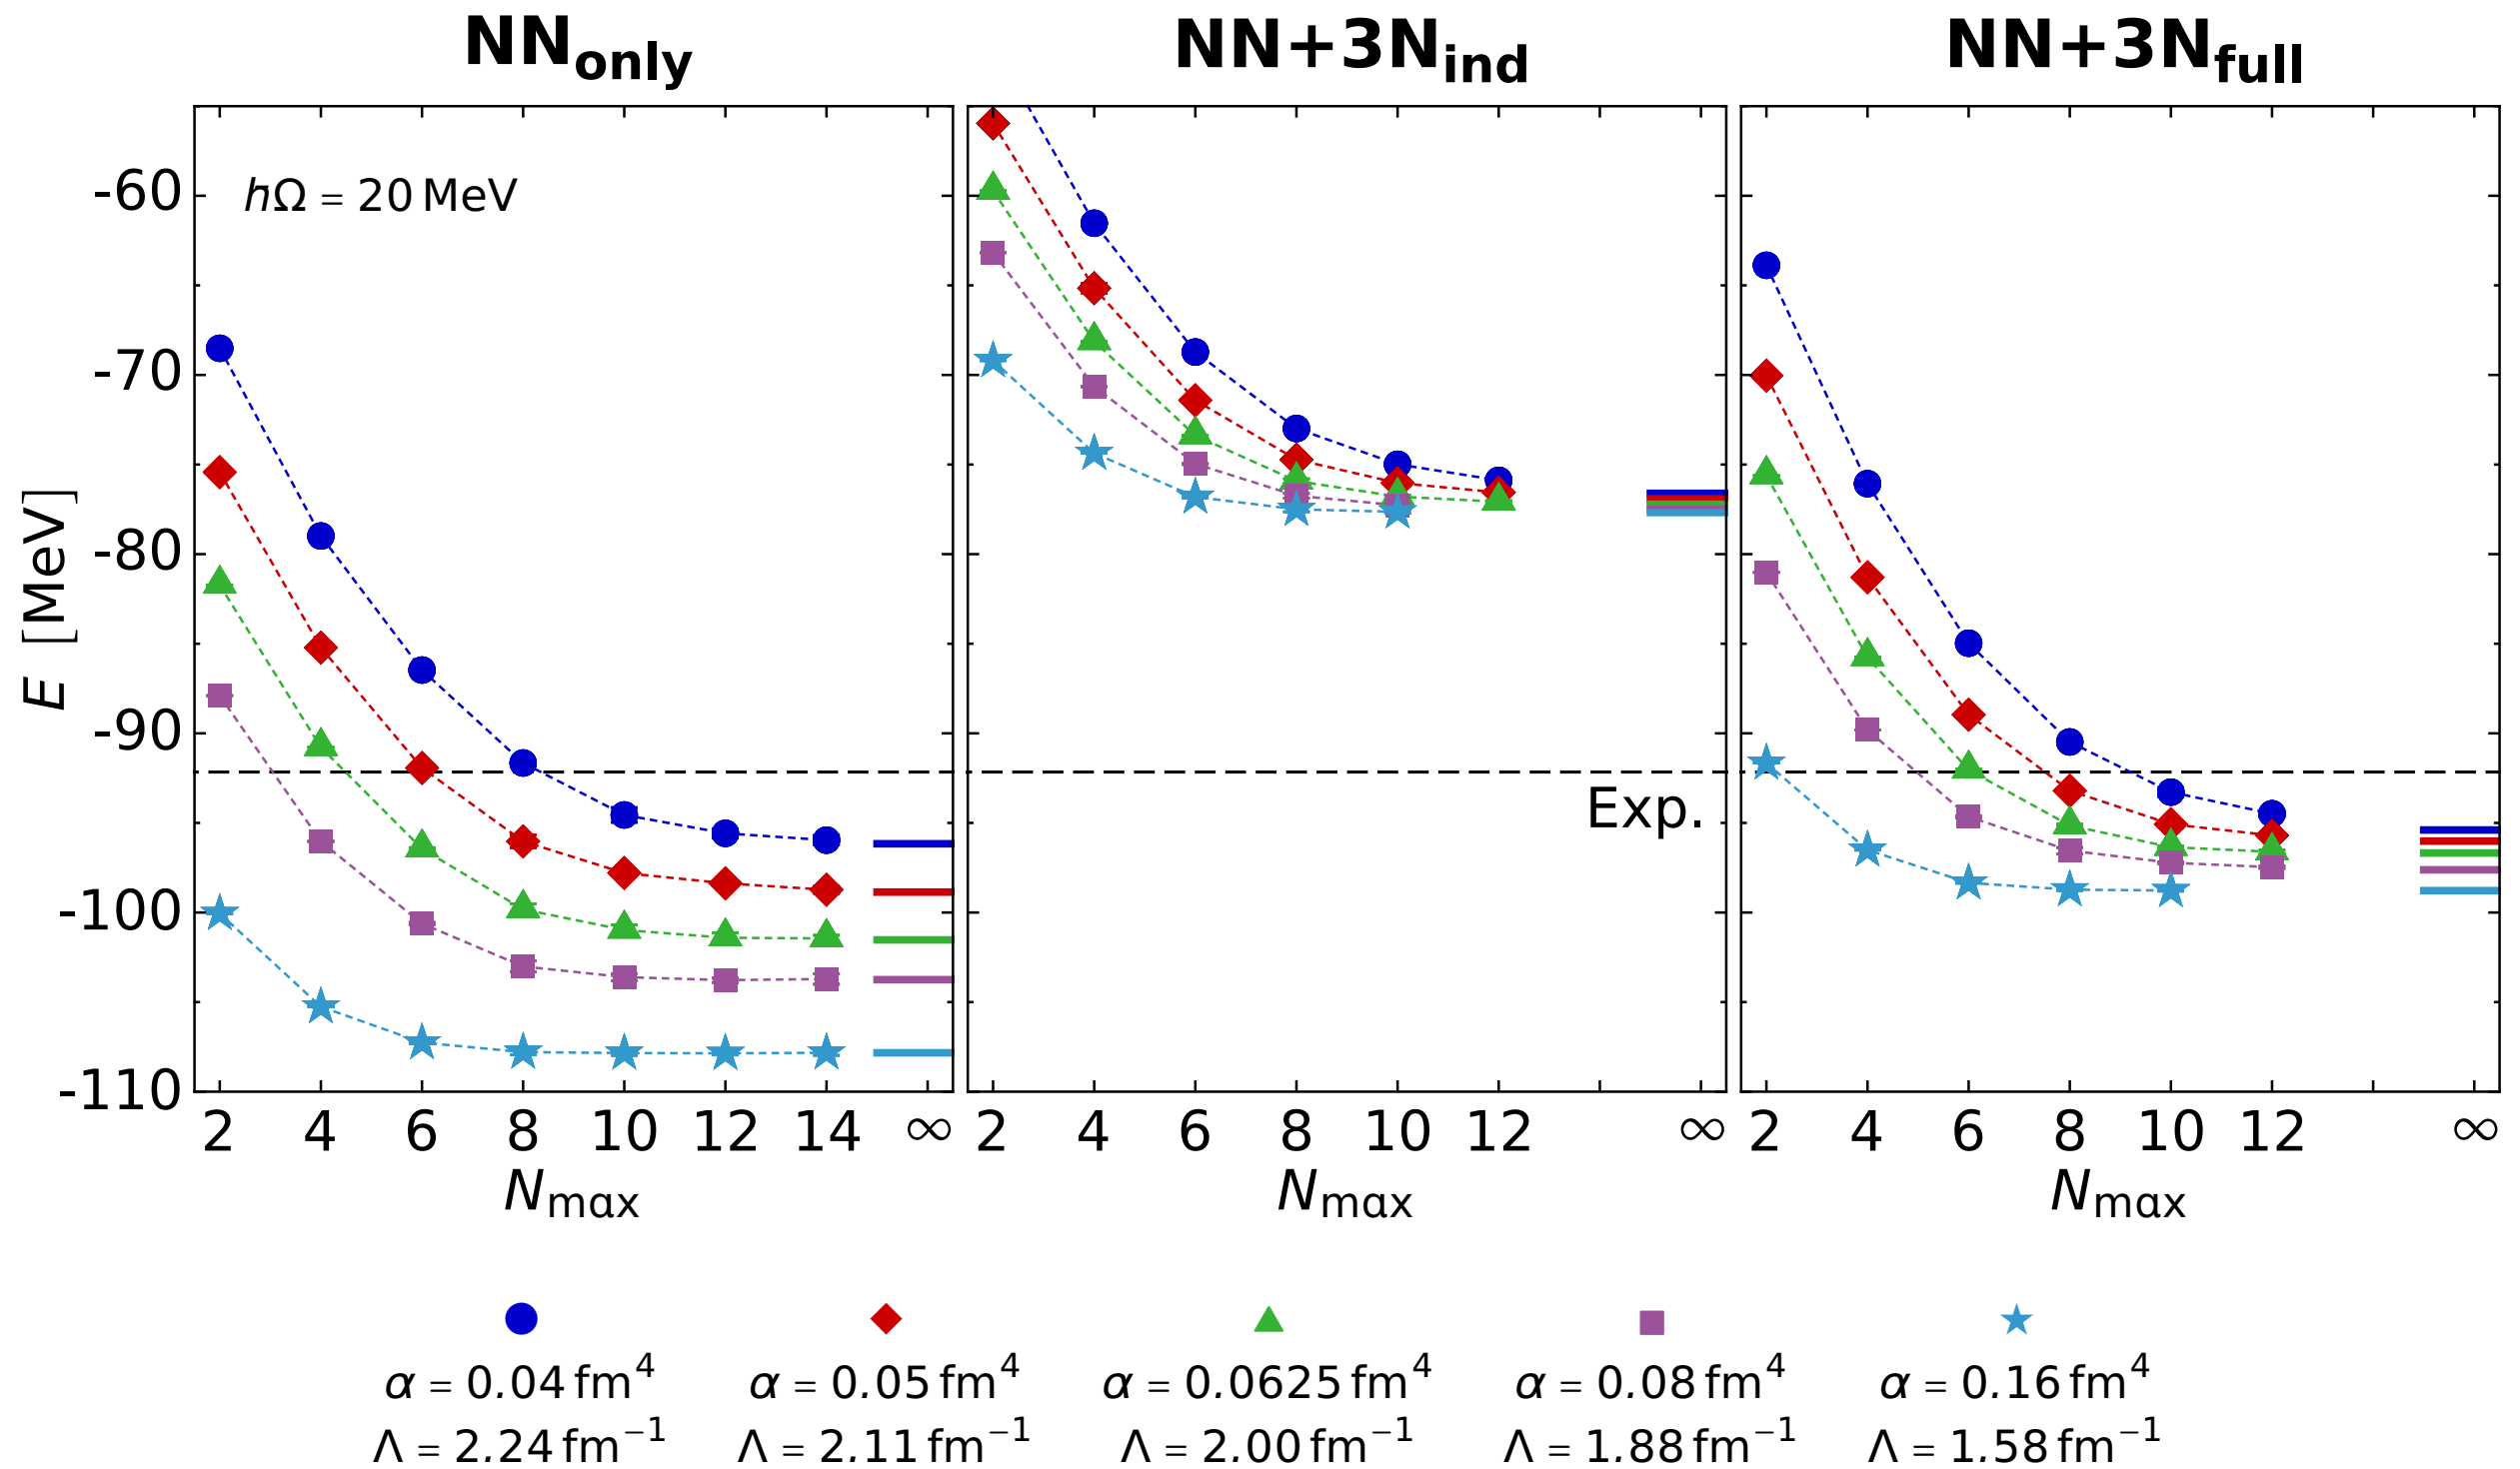 NNonly NN+3Nind NN+3Nfull
ħΩ = 20 MeV
-60
-70
-80
-90
-100
-110
E [MeV]
Exp.
2 4 6 8 10 12 14 ∞ 2 4 6 8 10 12 ∞ 2 4 6 8 10 12 ∞
Nmax Nmax Nmax
α = 0.04 fm⁴ α = 0.05 fm⁴ α = 0.0625 fm⁴ α = 0.08 fm⁴ α = 0.16 fm⁴
Λ = 2.24 fm⁻¹ Λ = 2.11 fm⁻¹ Λ = 2.00 fm⁻¹ Λ = 1.88 fm⁻¹ Λ = 1.58 fm⁻¹